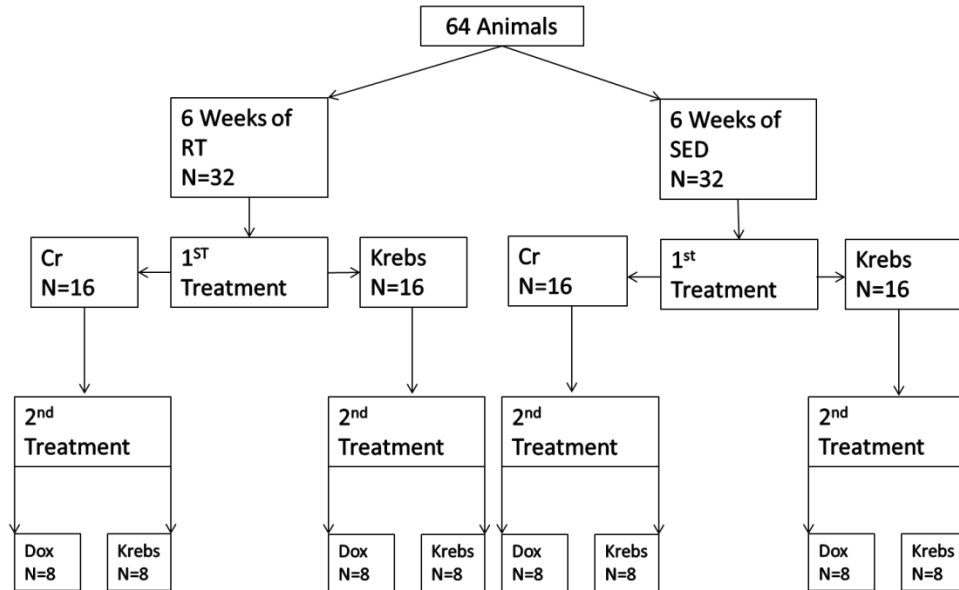 64 Animals
6 Weeks of
RT
N=32
6 Weeks of
SED
N=32
Cr
N=16
1ST
Treatment
Krebs
N=16
Cr
N=16
1st
Treatment
Krebs
N=16
2nd
Treatment
2nd
Treatment
2nd
Treatment
2nd
Treatment
Dox
N=8
Krebs
N=8
Dox
N=8
Krebs
N=8
Dox
N=8
Krebs
N=8
Dox
N=8
Krebs
N=8